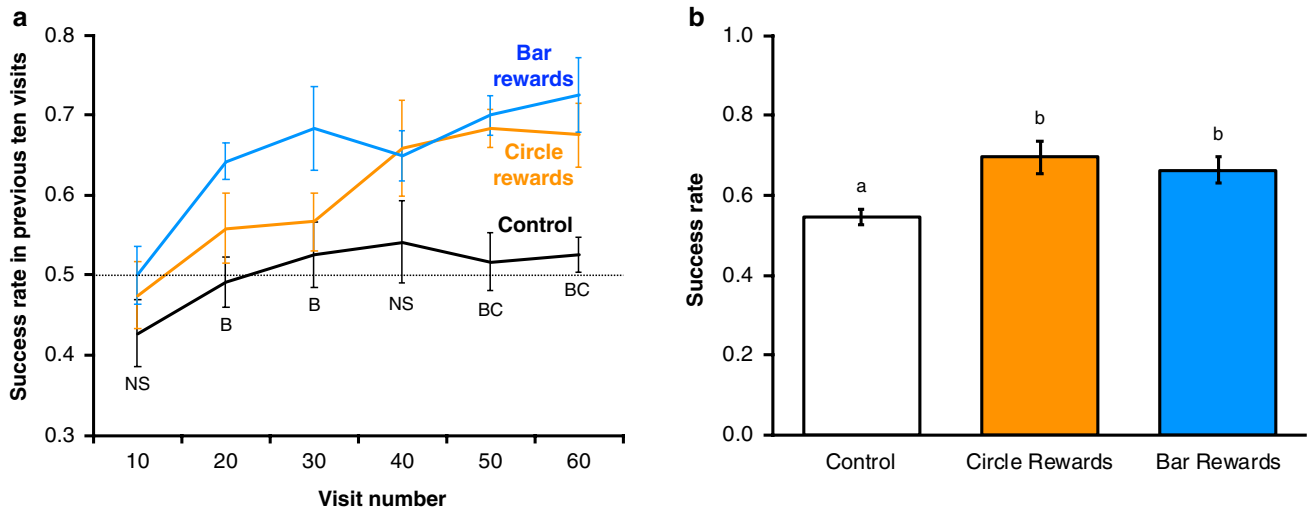 a
Success rate in previous ten visits
0.8
0.7
0.6
0.5
0.4
0.3
Bar
rewards
Circle
rewards
Control
NS
B
B
NS
BC
BC
10 20 30 40 50 60
Visit number
b
Success rate
1.0
0.8
0.6
0.4
0.2
0.0
a
b
b
Control Circle Rewards Bar Rewards